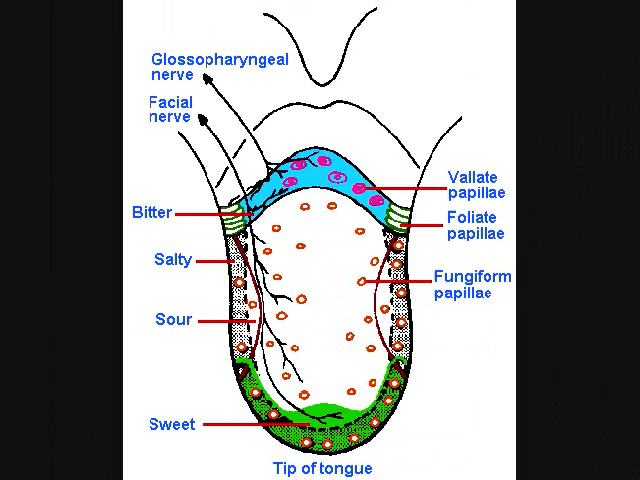 Glossopharyngeal
nerve
Facial
nerve
Vallate
papillae
Bitter
Foliate
papillae
Salty
Fungiform
papillae
Sour
Sweet
Tip of tongue